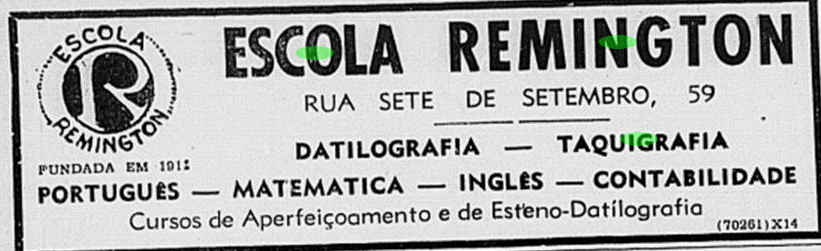 ESCOLA REMINGTON
ESCOLA REMINGTON
RUA SETE DE SETEMBRO, 59
DATILOGRAFIA — TAQUIGRAFIA
FUNDADA EM
PORTUGUÊS — MATEMATICA — INGLÊS — CONTABILIDADE
Cursos de Aperfeiçoamento e de Esteno-Datilografia
(70261) X14